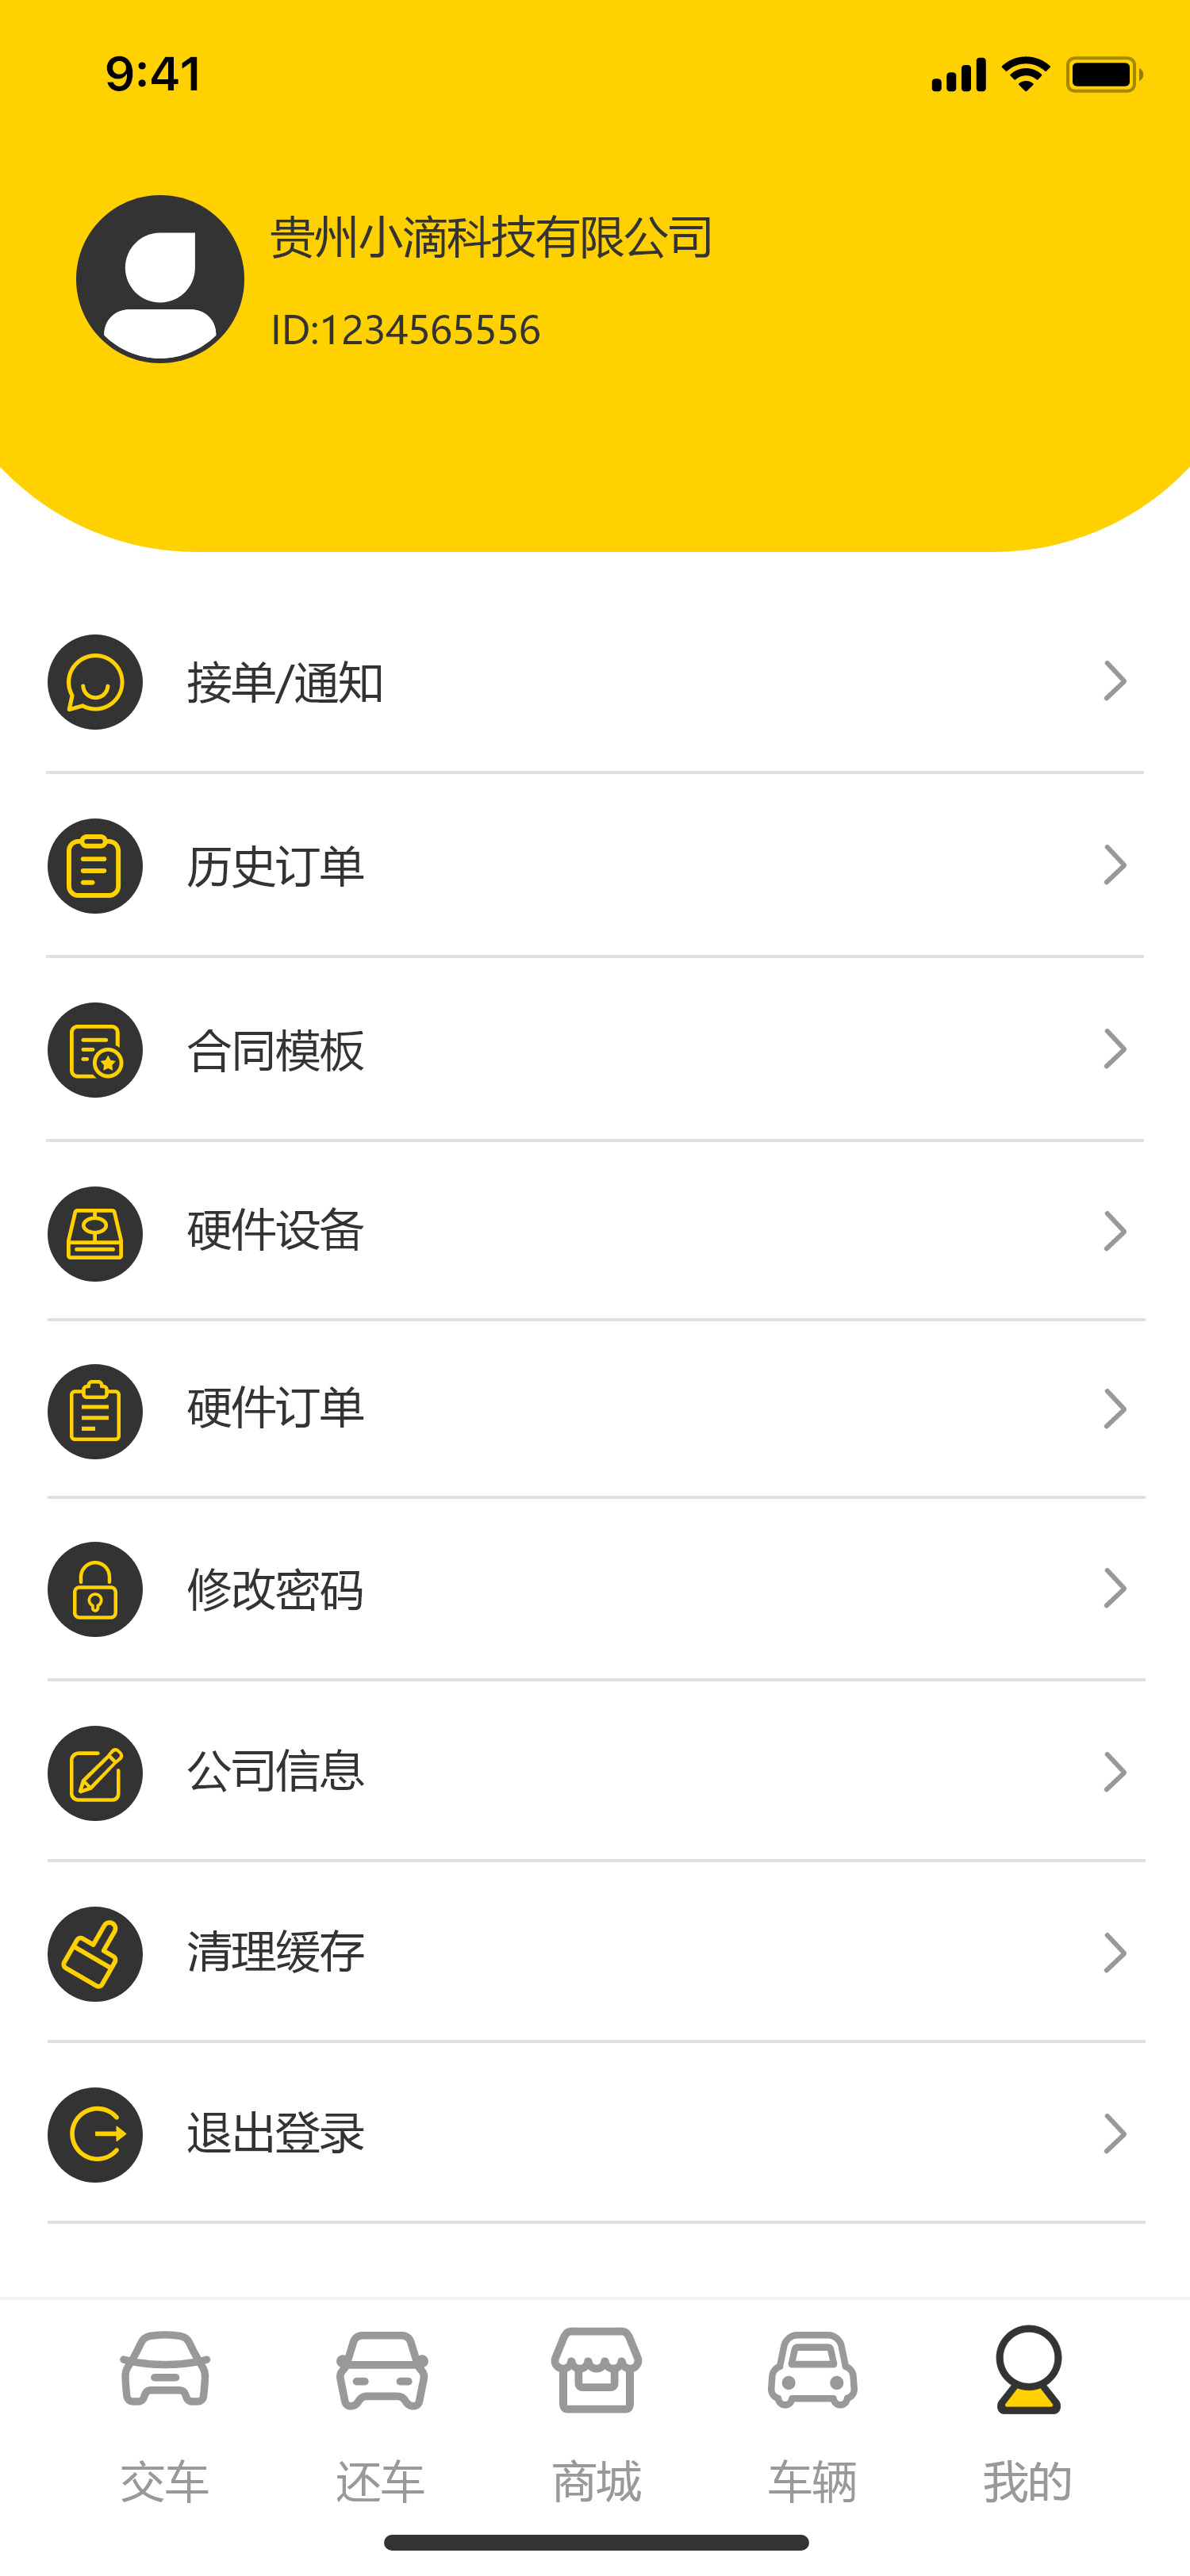 9:41
贵州小滴科技有限公司
ID:1234565556
接单/通知
历史订单
合同模板
硬件设备
硬件订单
修改密码
公司信息
清理缓存
退出登录
交车 还车 商城 车辆 我的